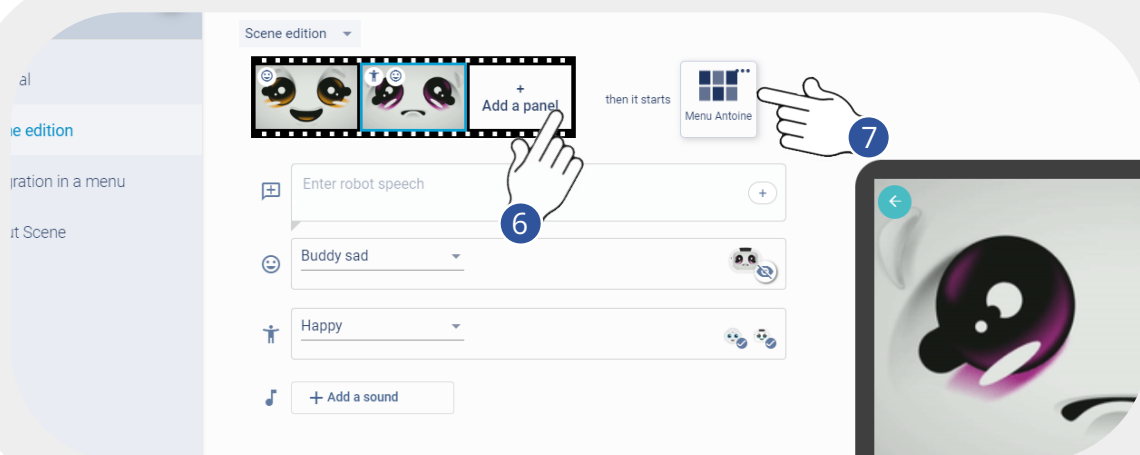 Scene edition
+
Add a panel
then it starts
Menu Antoine
7
al
ne edition
gration in a menu
ut Scene
Enter robot speech
+
6
Buddy sad
Happy
+ Add a sound